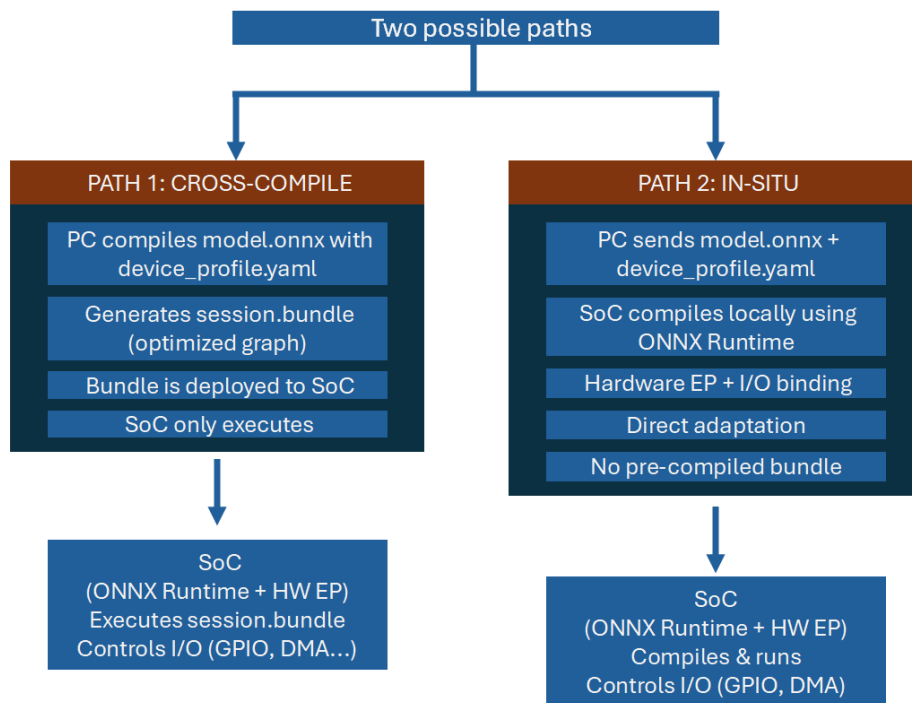 Two possible paths
PATH 1: CROSS-COMPILE
PC compiles model.onnx with
device_profile.yaml
Generates session.bundle
(optimized graph)
Bundle is deployed to SoC
SoC only executes
SoC
(ONNX Runtime + HW EP)
Executes session.bundle
Controls I/O (GPIO, DMA...)
PATH 2: IN-SITU
PC sends model.onnx +
device_profile.yaml
SoC compiles locally using
ONNX Runtime
Hardware EP + I/O binding
Direct adaptation
No pre-compiled bundle
SoC
(ONNX Runtime + HW EP)
Compiles & runs
Controls I/O (GPIO, DMA)